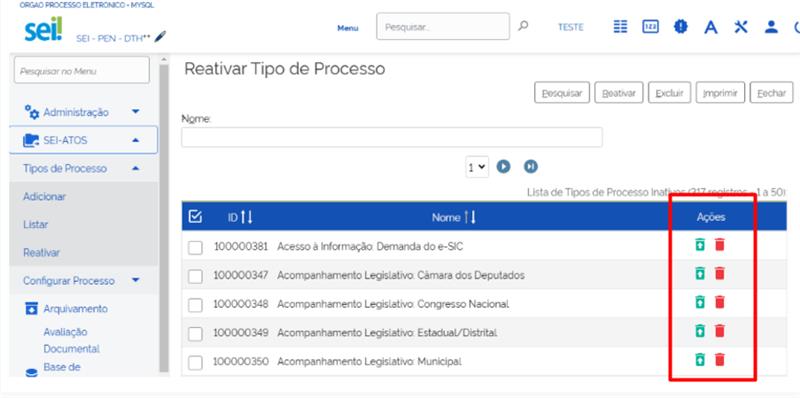 ORGAO PROCESSO ELETRÔNICO - MYSQL
sei!
SEI - PEN - DTH**
Menu
Pesquisar...
TESTE
123
A
Pesquisar no Menu
Administração
SEI-ATOS
Tipos de Processo
Adicionar
Listar
Reativar
Configurar Processo
Arquivamento
Avaliação
Documental
Base de
Reativar Tipo de Processo
Pesquisar
Reativar
Excluir
Imprimir
Fechar
Nome:
1
Lista de Tipos de Processo Inativos (317 registros - 1 a 50):
ID Nome Ações
100000381 Acesso à Informação: Demanda do e-SIC
100000347 Acompanhamento Legislativo: Câmara dos Deputados
100000348 Acompanhamento Legislativo: Congresso Nacional
100000349 Acompanhamento Legislativo: Estadual/Distrital
100000350 Acompanhamento Legislativo: Municipal